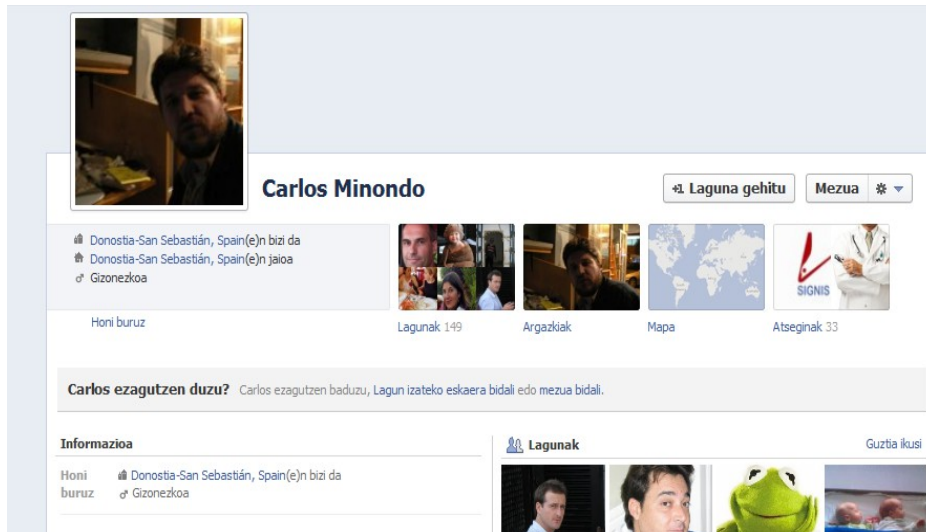 Carlos Minondo
+1 Laguna gehitu
Mezua
Donostia-San Sebastián, Spain(e)n bizi da
Donostia-San Sebastián, Spain(e)n jaioa
Gizonezkoa
Honi buruz
SIGNIS
Lagunak 149
Argazkiak
Mapa
Atseginak 33
Carlos ezagutzen duzu? Carlos ezagutzen baduzu, Lagun izateko eskaera bidali edo mezua bidali.
Informazioa
Honi buruz
Donostia-San Sebastián, Spain(e)n bizi da
Gizonezkoa
Lagunak
Guztia ikusi